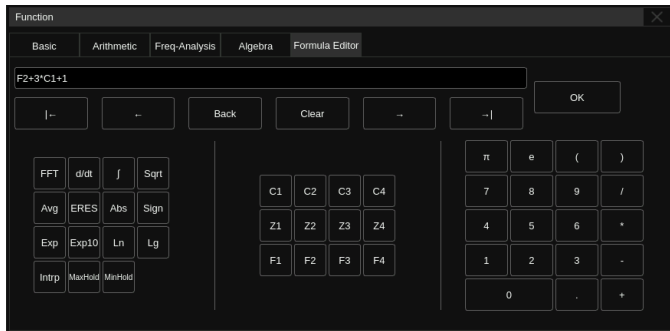 Function
Basic Arithmetic Freq-Analysis Algebra Formula Editor
F2+3*C1+1
OK
|← ← Back Clear → →|
FFT d/dt ∫ Sqrt
Avg ERES Abs Sign
Exp Exp10 Ln Lg
Intrp MaxHold MinHold
C1 C2 C3 C4
Z1 Z2 Z3 Z4
F1 F2 F3 F4
π e ( )
7 8 9 /
4 5 6 *
1 2 3 -
0 . +